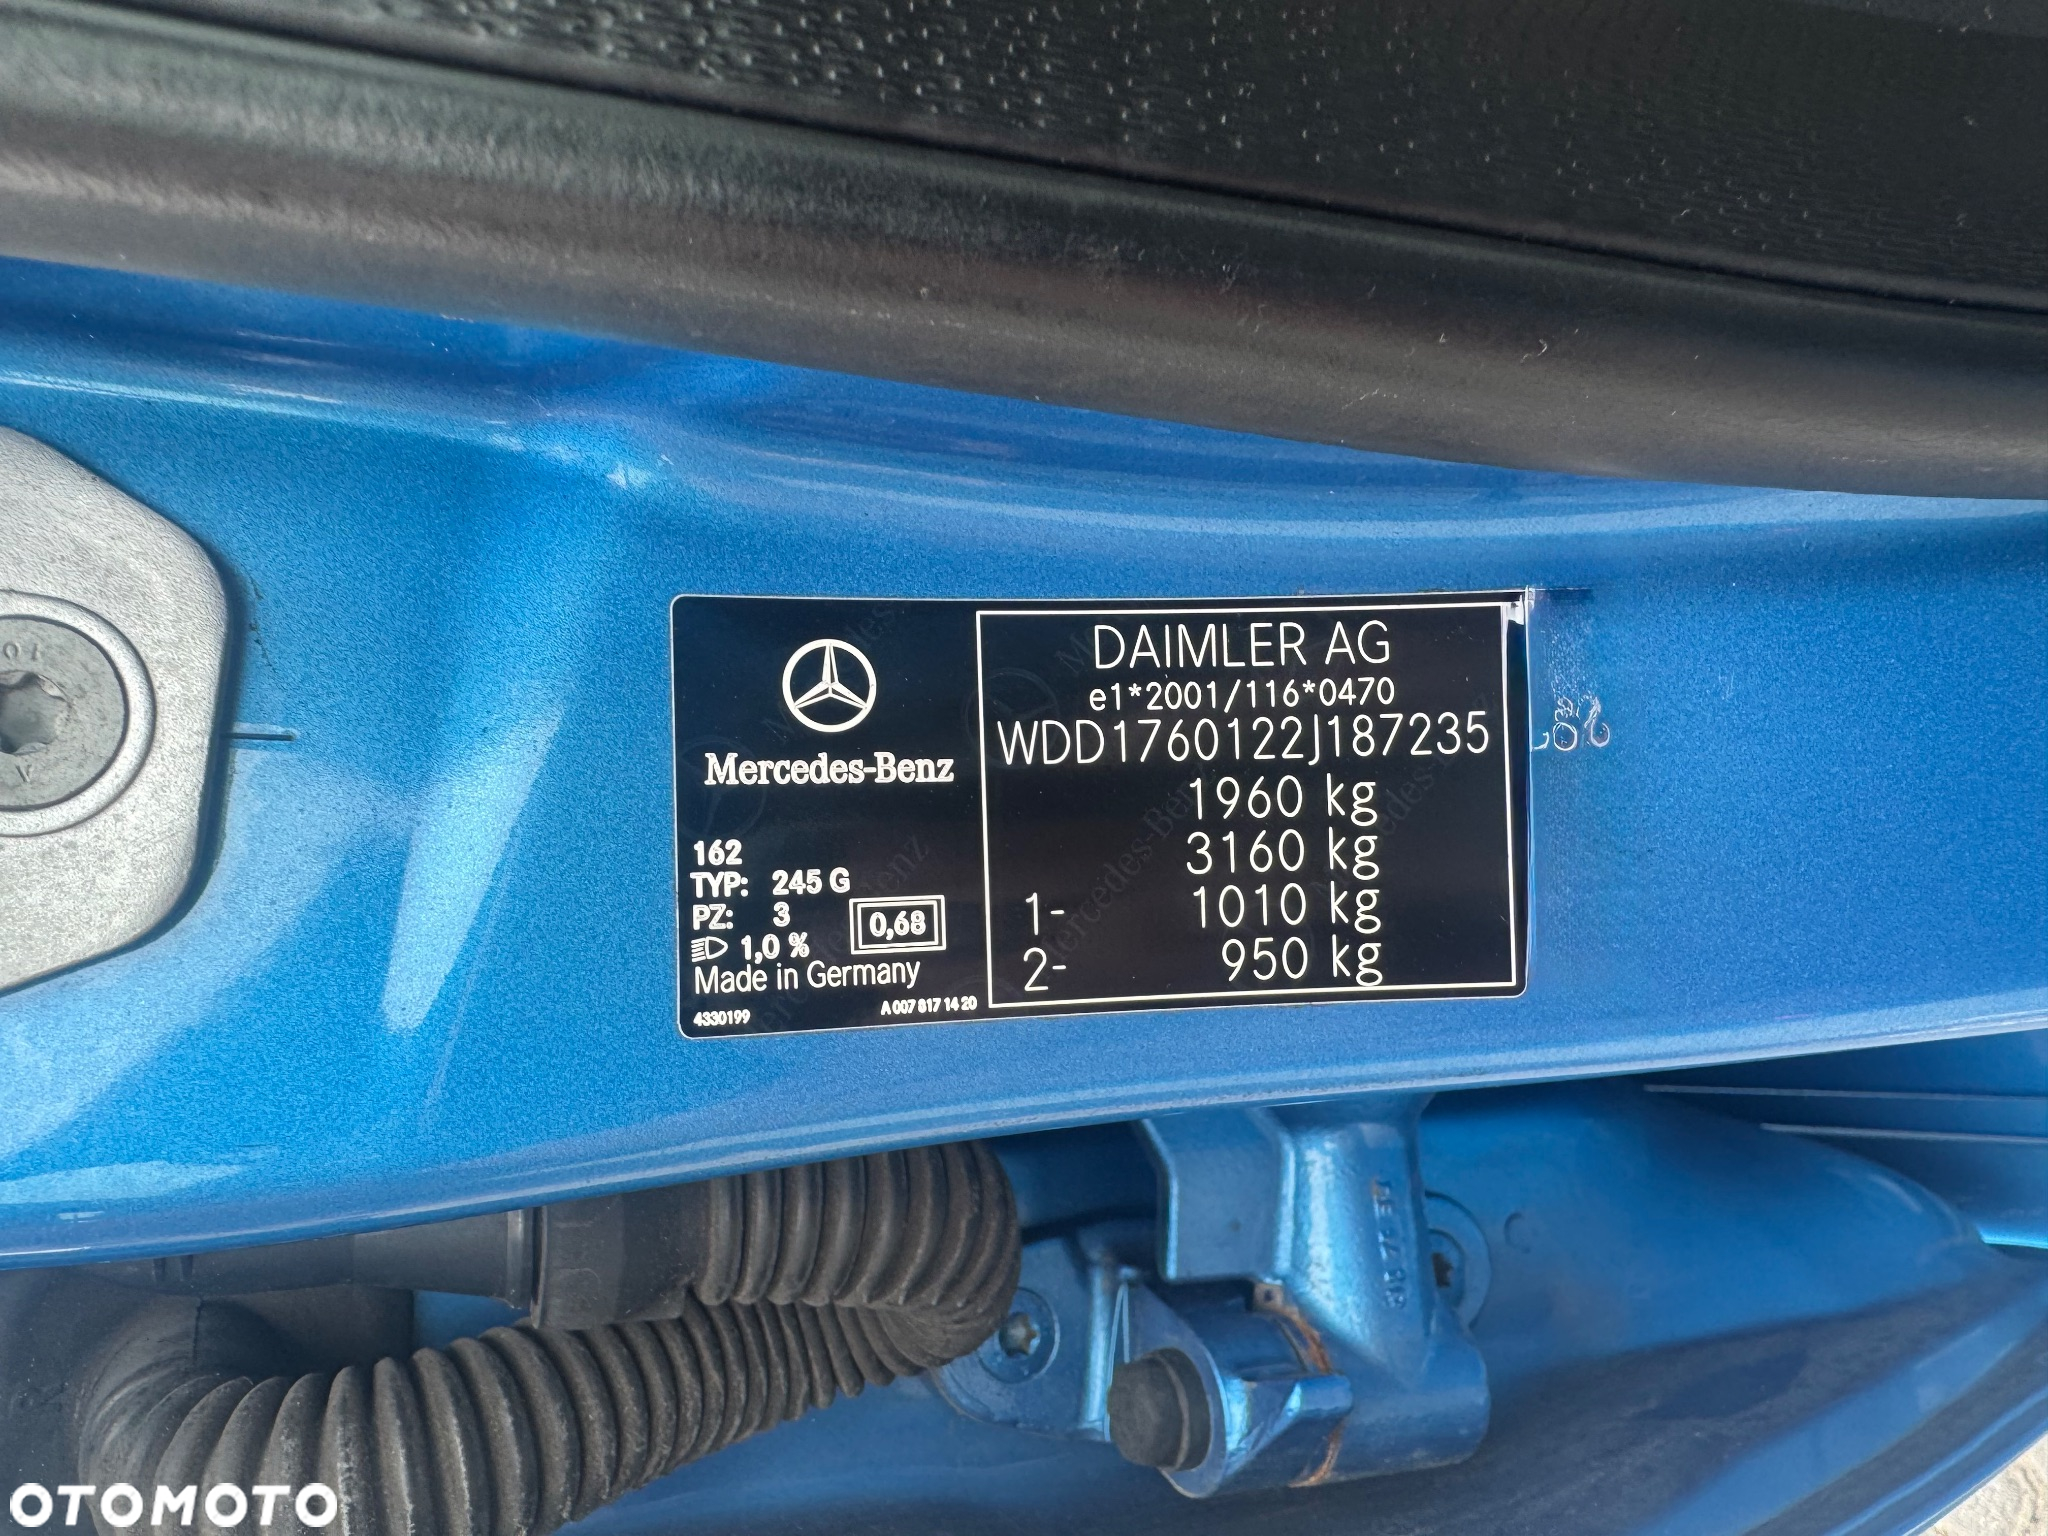 Mercedes-Benz
162
TYP: 245 G
PZ: 3
1,0 %
0,68
Made in Germany
4330199
A 007 817 14 20
DAIMLER AG
e1*2001/116*0470
WDD1760122J187235
1960 kg
3160 kg
1- 1010 kg
2- 950 kg
OTOMOTO